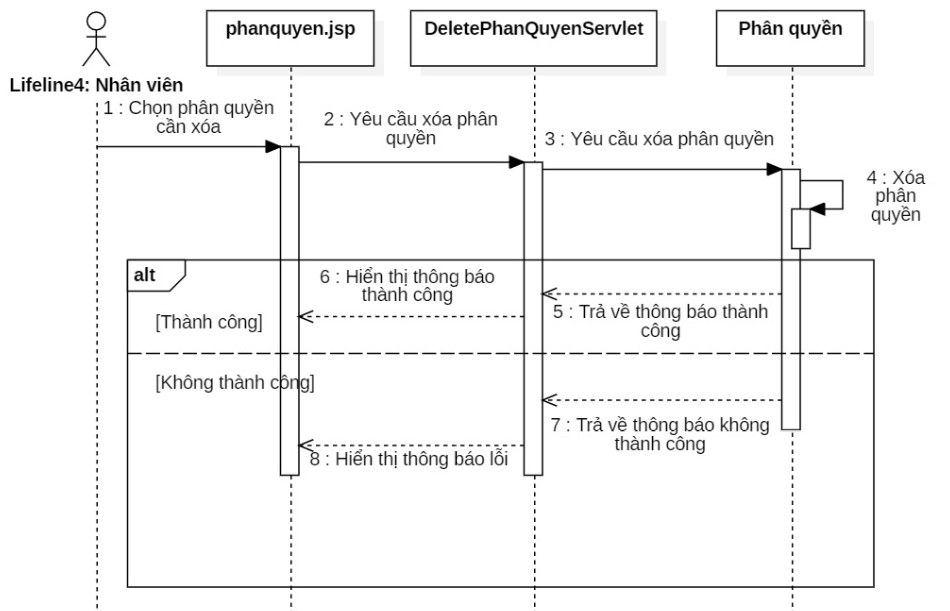 phanquyen.jsp
DeletePhanQuyenServlet
Phân quyền
Lifeline4: Nhân viên
1 : Chọn phân quyền
cần xóa
2 : Yêu cầu xóa phân
quyền
3 : Yêu cầu xóa phân quyền
4 : Xóa
phân
quyền
alt
6 : Hiển thị thông báo
thành công
5 : Trả về thông báo thành
công
[Thành công]
[Không thành công]
7 : Trả về thông báo không
thành công
8 : Hiển thị thông báo lỗi